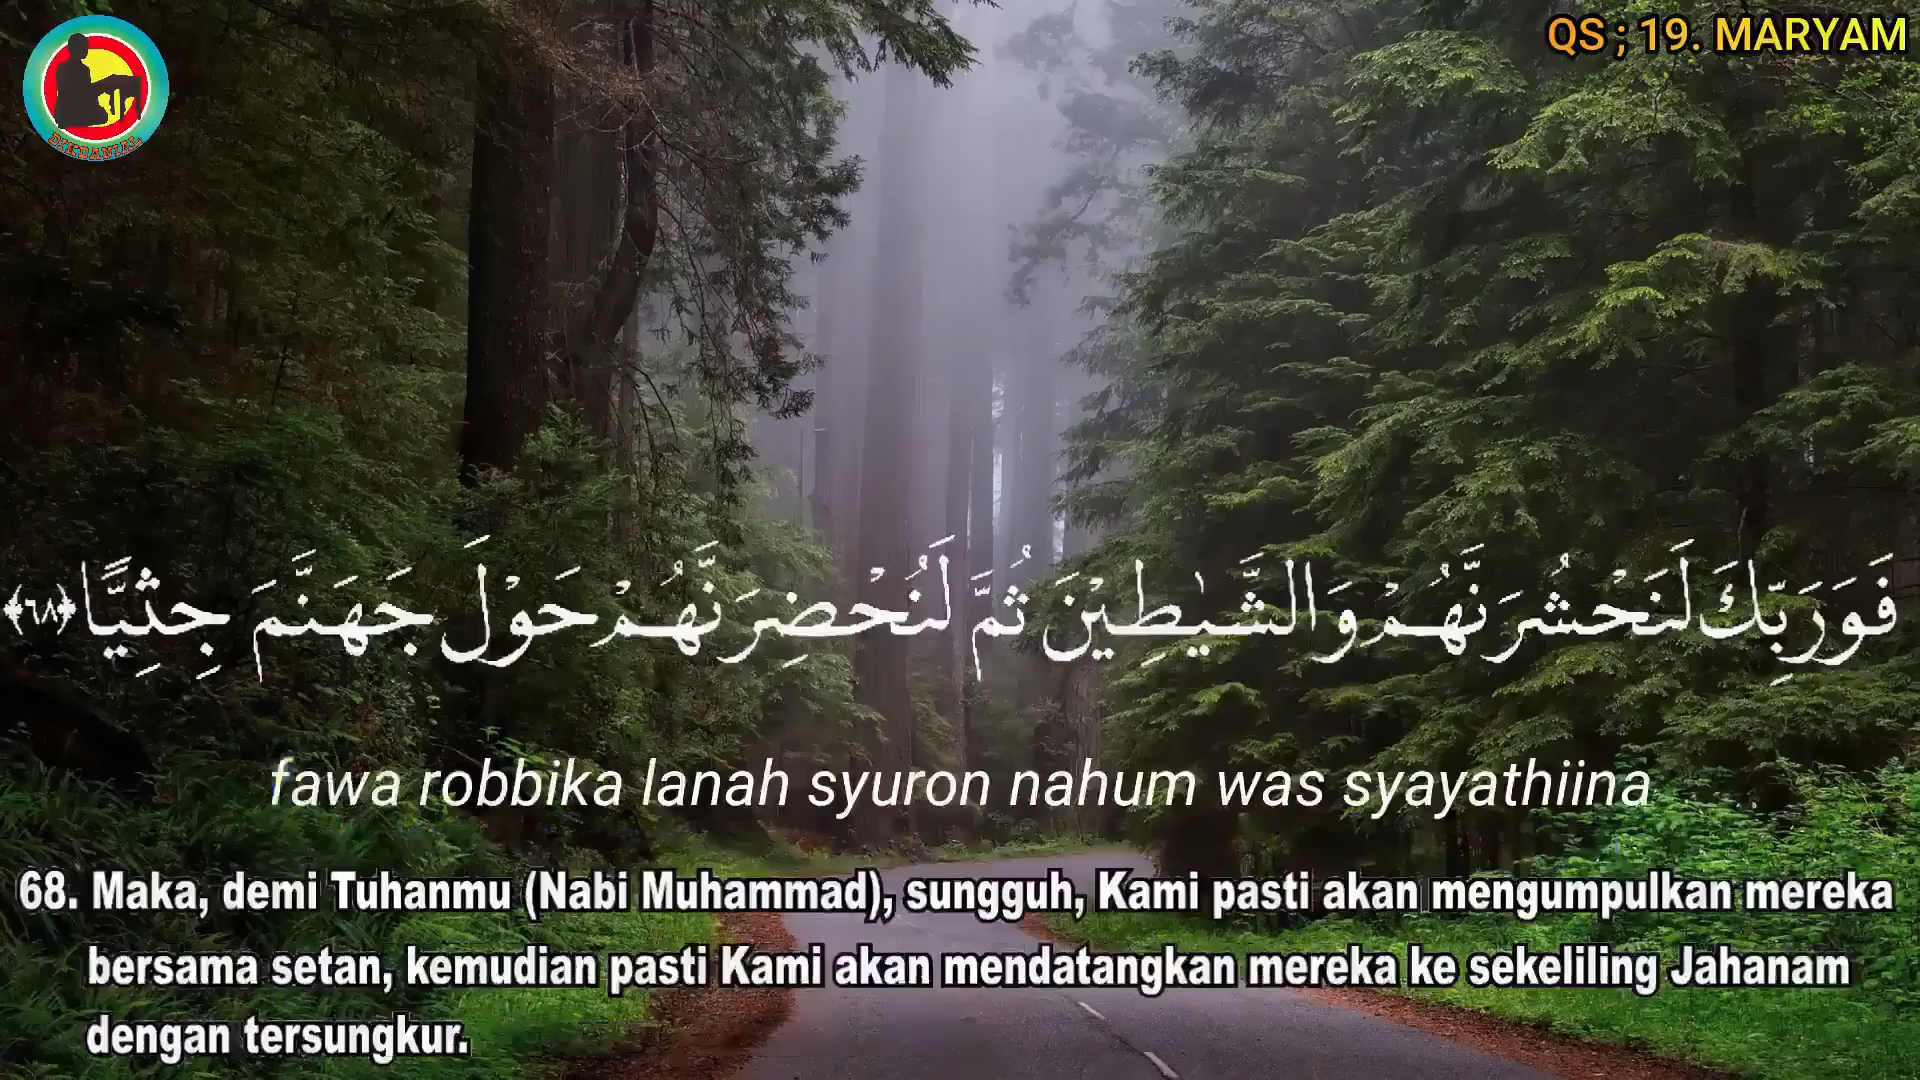 DIKDANIAL
QS ; 19. MARYAM
فَوَرَبِّكَ لَنَحْشُرَنَّهُمْ وَالشَّيٰطِيْنَ ثُمَّ لَنُحْضِرَنَّهُمْ حَوْلَ جَهَنَّمَ جِثِيًّا ﴿٦٨﴾
fawa robbika lanah syuron nahum was syayathiina
68. Maka, demi Tuhanmu (Nabi Muhammad), sungguh, Kami pasti akan mengumpulkan mereka
bersama setan, kemudian pasti Kami akan mendatangkan mereka ke sekeliling Jahanam
dengan tersungkur.